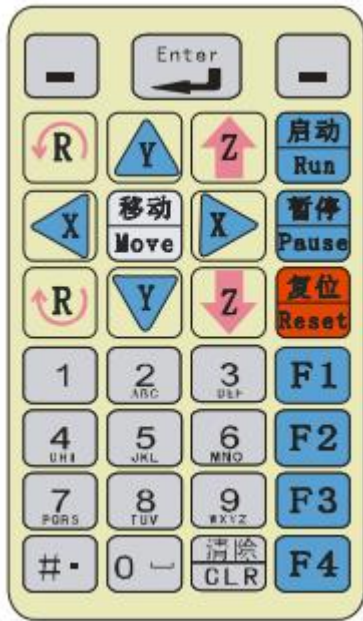 Enter
R Y Z 启动
Run
X 移动 X 暂停
Move Pause
R Y Z 复位
Reset
1 2 3 F1
ABC DEF
4 5 6 F2
GHI JKL MNO
7 8 9 F3
PQRS TUV WXYZ
#· 0 ⌴ 清除 F4
CLR